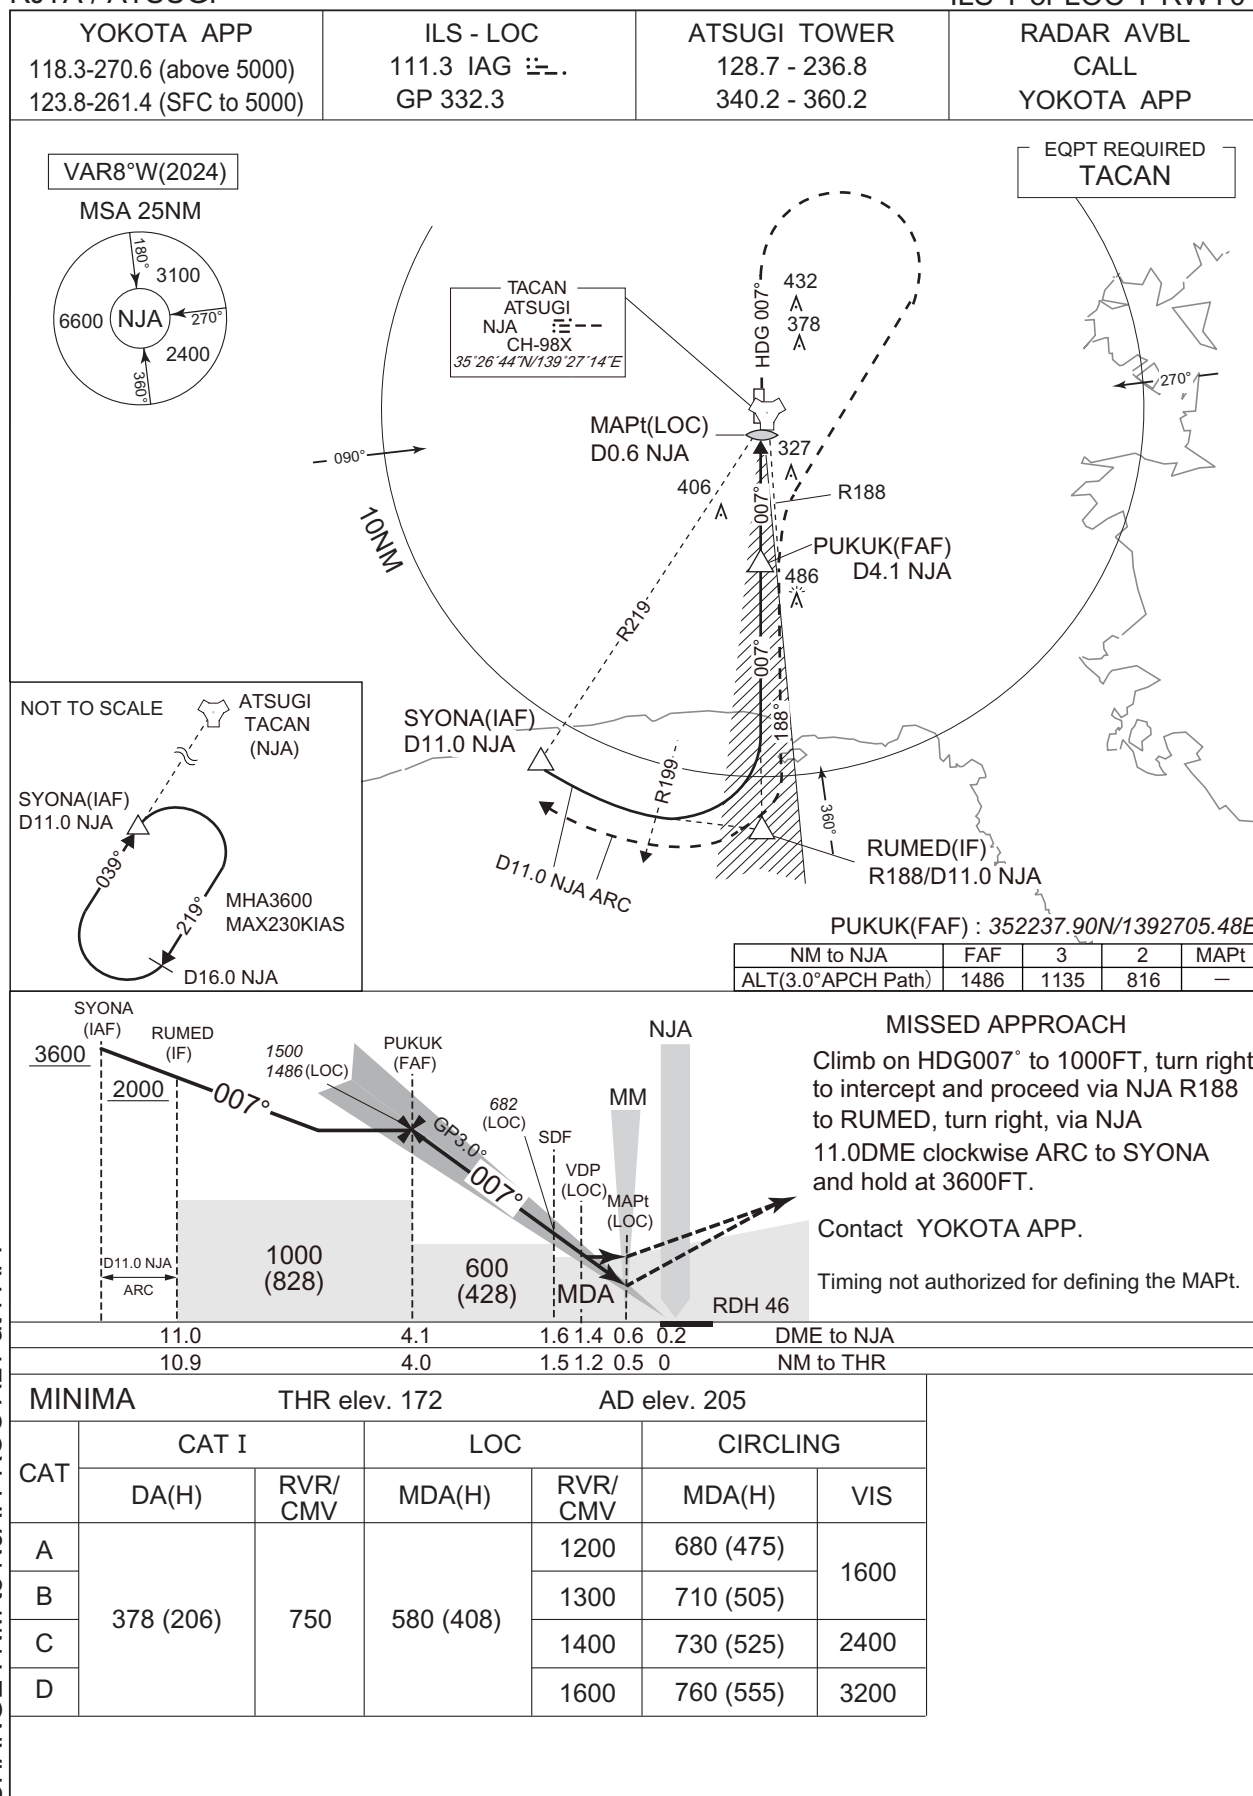 YOKOTA APP
118.3-270.6 (above 5000)
123.8-261.4 (SFC to 5000)
ILS - LOC
111.3 IAG
GP 332.3
ATSUGI TOWER
128.7 - 236.8
340.2 - 360.2
RADAR AVBL
CALL
YOKOTA APP
VAR8°W(2024)
MSA 25NM
180°
3100
6600
NJA
270°
2400
360°
EQPT REQUIRED
TACAN
TACAN
ATSUGI
NJA
CH-98X
35°26´44˝N/139°27´14˝E
HDG 007°
432
378
270°
MAPt(LOC)
D0.6 NJA
327
090°
406
R188
10NM
007°
PUKUK(FAF)
D4.1 NJA
486
R219
007°
188°
SYONA(IAF)
D11.0 NJA
R199
360°
D11.0 NJA ARC
RUMED(IF)
R188/D11.0 NJA
NOT TO SCALE
ATSUGI
TACAN
(NJA)
SYONA(IAF)
D11.0 NJA
039°
219°
MHA3600
MAX230KIAS
D16.0 NJA
PUKUK(FAF) : 352237.90N/1392705.48E
NM to NJA FAF 3 2 MAPt
ALT(3.0°APCH Path) 1486 1135 816 —
SYONA
(IAF)
RUMED
(IF)
3600
2000
007°
1500
1486 (LOC)
PUKUK
(FAF)
GP3.0°
007°
682
(LOC)
SDF
VDP
(LOC)
MAPt
(LOC)
MM
NJA
D11.0 NJA
ARC
1000
(828)
600
(428)
MDA
RDH 46
MISSED APPROACH
Climb on HDG007° to 1000FT, turn right
to intercept and proceed via NJA R188
to RUMED, turn right, via NJA
11.0DME clockwise ARC to SYONA
and hold at 3600FT.
Contact YOKOTA APP.
Timing not authorized for defining the MAPt.
11.0 4.1 1.6 1.4 0.6 0.2 DME to NJA
10.9 4.0 1.5 1.2 0.5 0 NM to THR
MINIMA THR elev. 172 AD elev. 205
CAT CAT I LOC CIRCLING
DA(H) RVR/CMV MDA(H) RVR/CMV MDA(H) VIS
A 378 (206) 750 580 (408) 1200 680 (475) 1600
B 1300 710 (505)
C 1400 730 (525) 2400
D 1600 760 (555) 3200